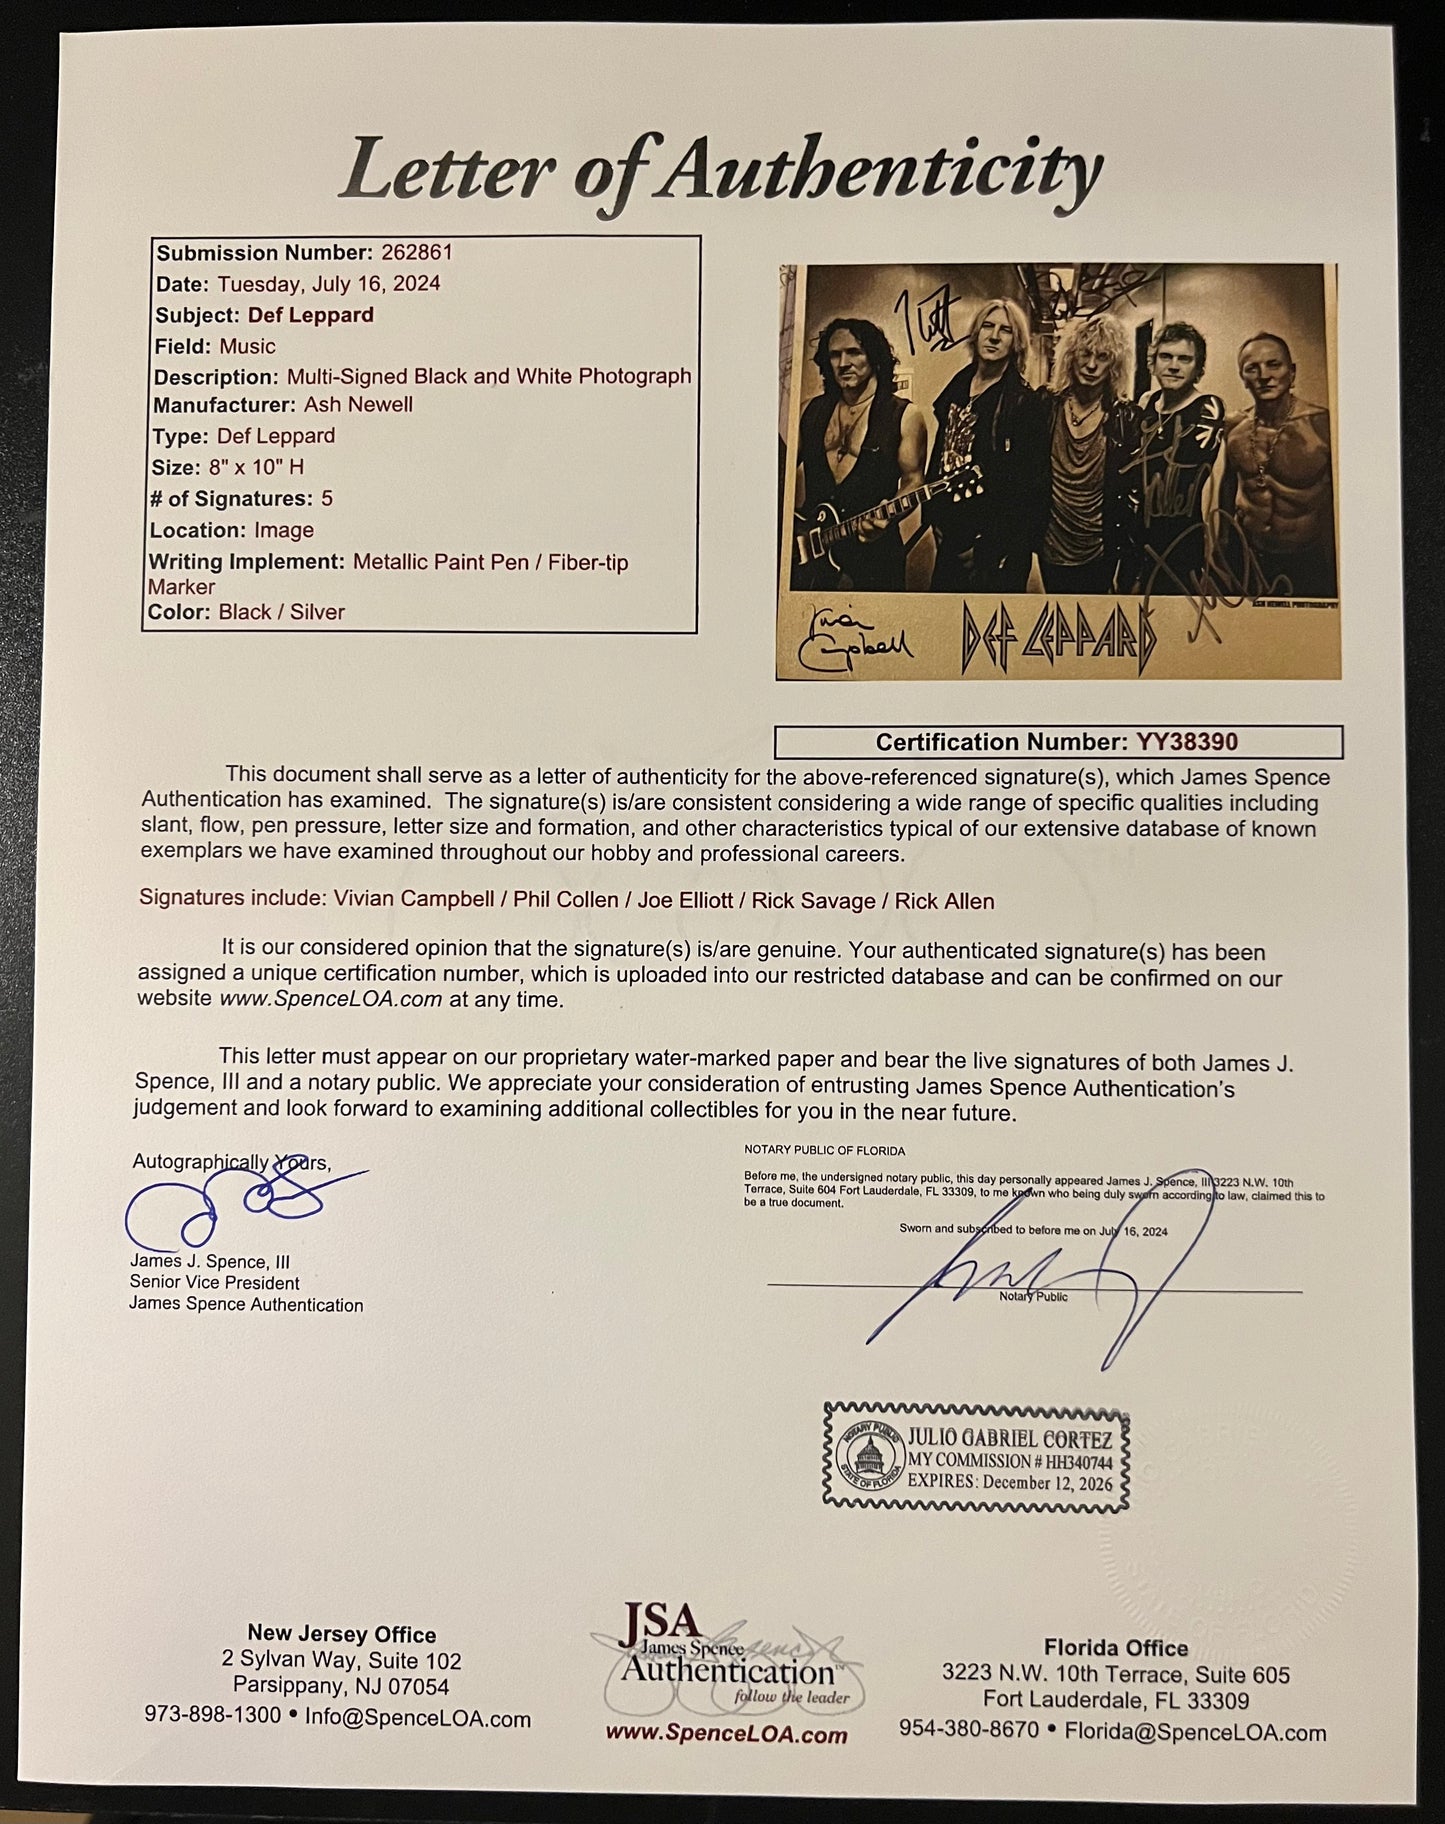 Letter of Authenticity
Submission Number: 262861
Date: Tuesday, July 16, 2024
Subject: Def Leppard
Field: Music
Description: Multi-Signed Black and White Photograph
Manufacturer: Ash Newell
Type: Def Leppard
Size: 8" x 10" H
# of Signatures: 5
Location: Image
Writing Implement: Metallic Paint Pen / Fiber-tip
Marker
Color: Black / Silver
ASH NEWELL PHOTOGRAPHY
Vivian
Campbell
DEF LEPPARD
Certification Number: YY38390
This document shall serve as a letter of authenticity for the above-referenced signature(s), which James Spence
Authentication has examined. The signature(s) is/are consistent considering a wide range of specific qualities including
slant, flow, pen pressure, letter size and formation, and other characteristics typical of our extensive database of known
exemplars we have examined throughout our hobby and professional careers.
Signatures include: Vivian Campbell / Phil Collen / Joe Elliott / Rick Savage / Rick Allen
It is our considered opinion that the signature(s) is/are genuine. Your authenticated signature(s) has been
assigned a unique certification number, which is uploaded into our restricted database and can be confirmed on our
website www.SpenceLOA.com at any time.
This letter must appear on our proprietary water-marked paper and bear the live signatures of both James J.
Spence, III and a notary public. We appreciate your consideration of entrusting James Spence Authentication's
judgement and look forward to examining additional collectibles for you in the near future.
Autographically Yours,
James J. Spence, III
Senior Vice President
James Spence Authentication
NOTARY PUBLIC OF FLORIDA
Before me, the undersigned notary public, this day personally appeared James J. Spence, III 3223 N.W. 10th
Terrace, Suite 604 Fort Lauderdale, FL 33309, to me known who being duly sworn according to law, claimed this to
be a true document.
Sworn and subscribed to before me on July 16, 2024
Notary Public
NOTARY PUBLIC
STATE OF FLORIDA
JULIO GABRIEL CORTEZ
MY COMMISSION # HH340744
EXPIRES: December 12, 2026
New Jersey Office
2 Sylvan Way, Suite 102
Parsippany, NJ 07054
973-898-1300 • Info@SpenceLOA.com
JSA
James Spence
Authentication™
follow the leader
www.SpenceLOA.com
Florida Office
3223 N.W. 10th Terrace, Suite 605
Fort Lauderdale, FL 33309
954-380-8670 • Florida@SpenceLOA.com